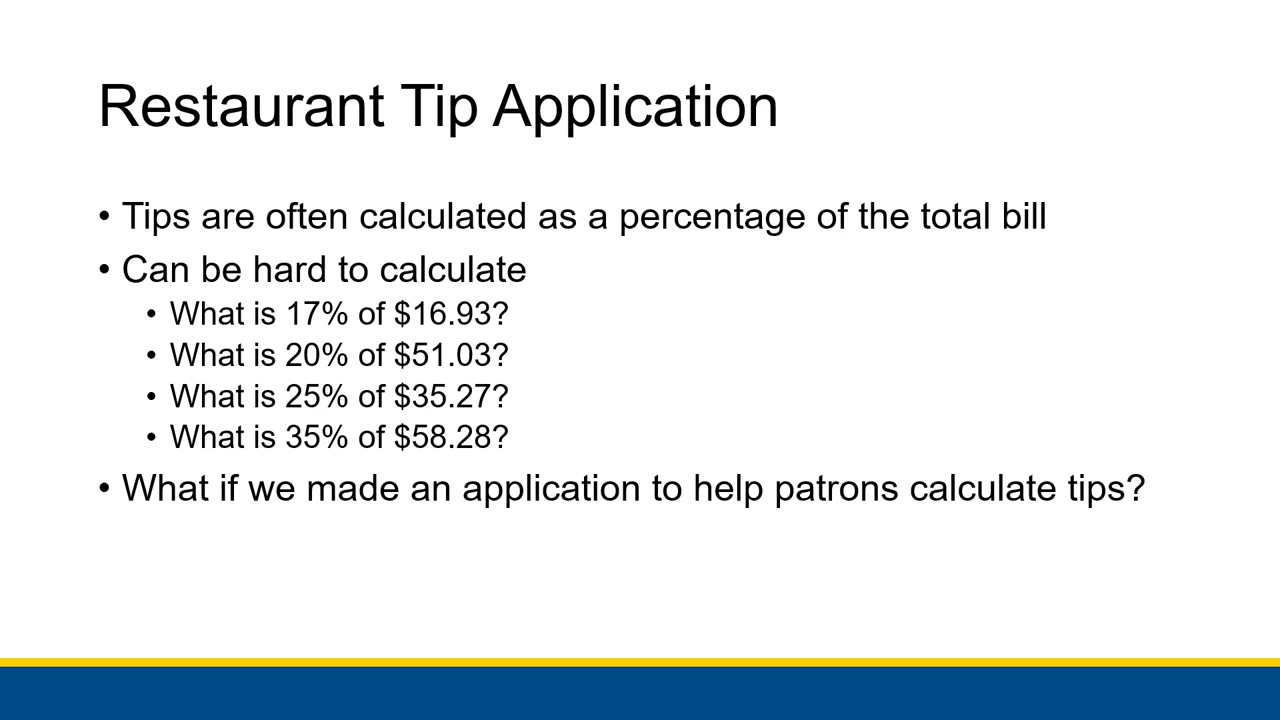 Restaurant Tip Application
• Tips are often calculated as a percentage of the total bill
• Can be hard to calculate
• What is 17% of $16.93?
• What is 20% of $51.03?
• What is 25% of $35.27?
• What is 35% of $58.28?
• What if we made an application to help patrons calculate tips?